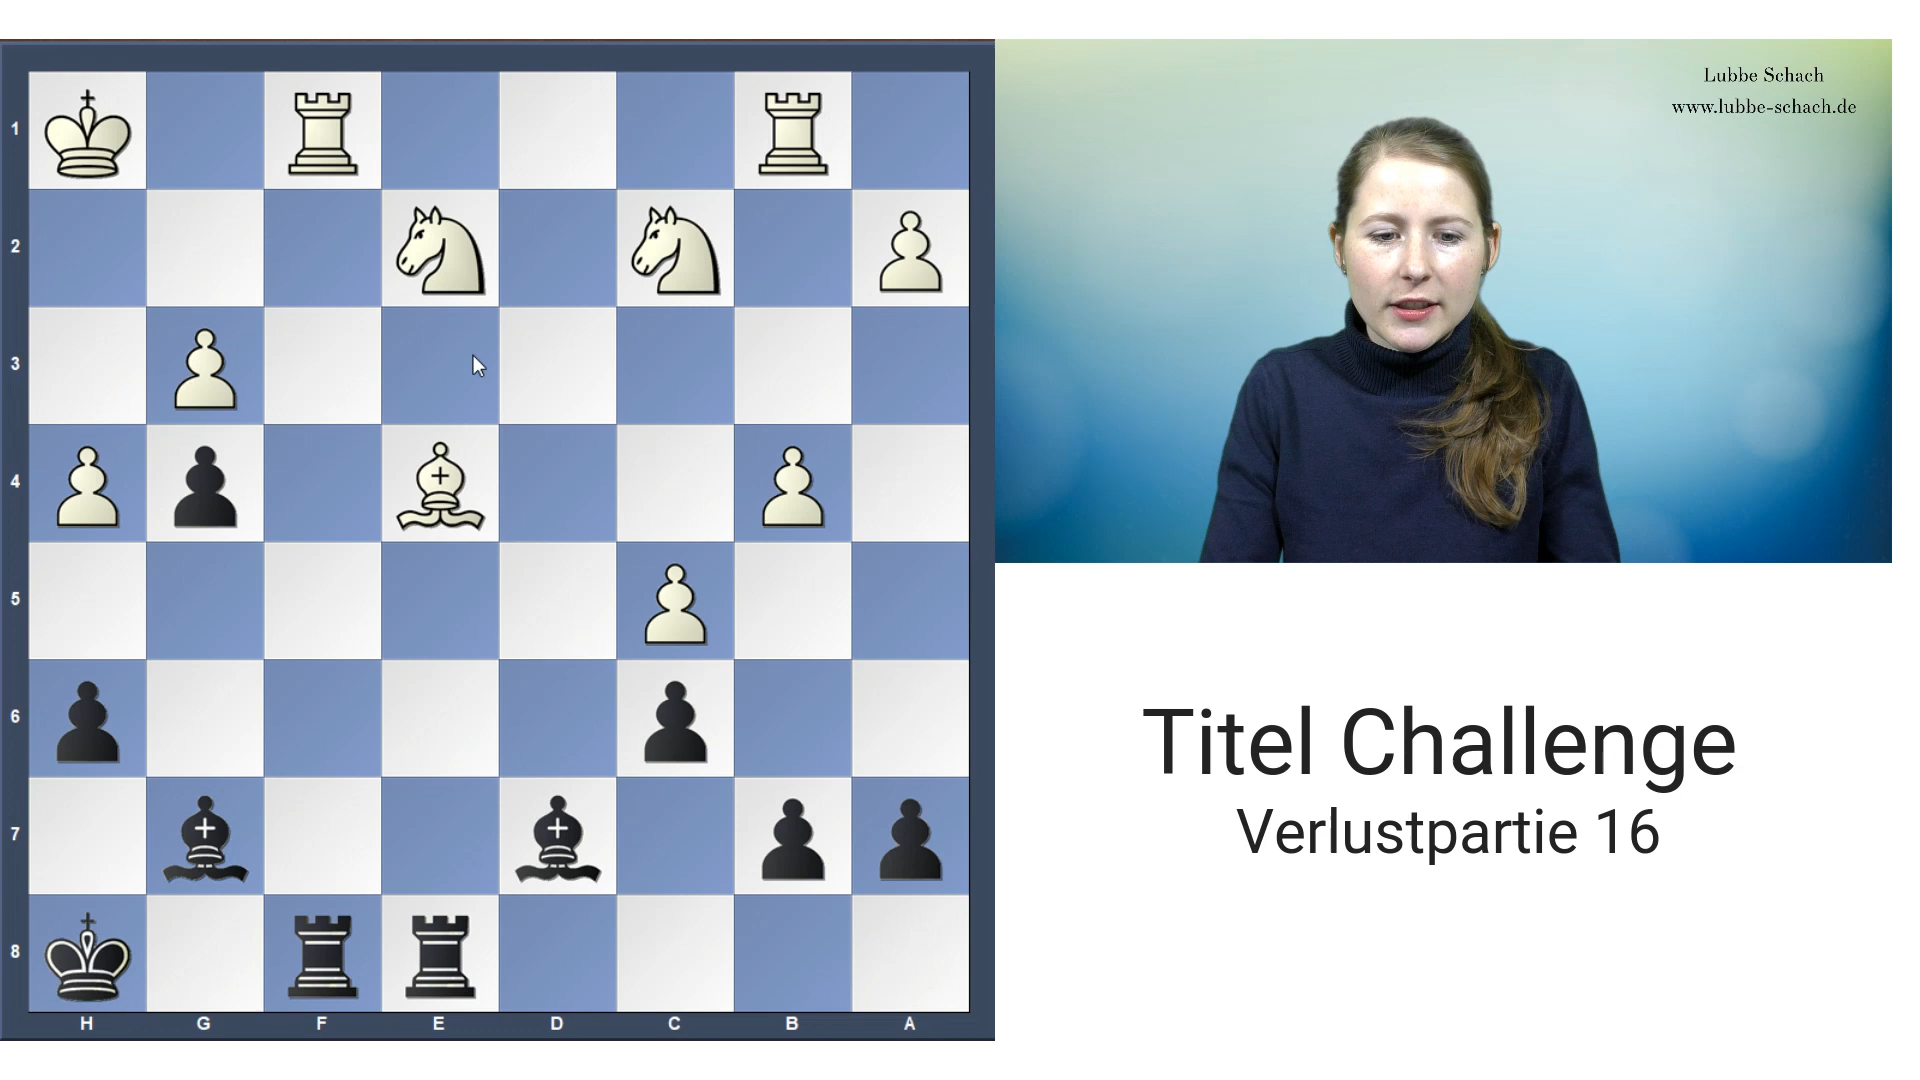 Lubbe Schach
www.lubbe-schach.de
1
2
3
4
5
6
7
8
H G F E D C B A
Titel Challenge
Verlustpartie 16